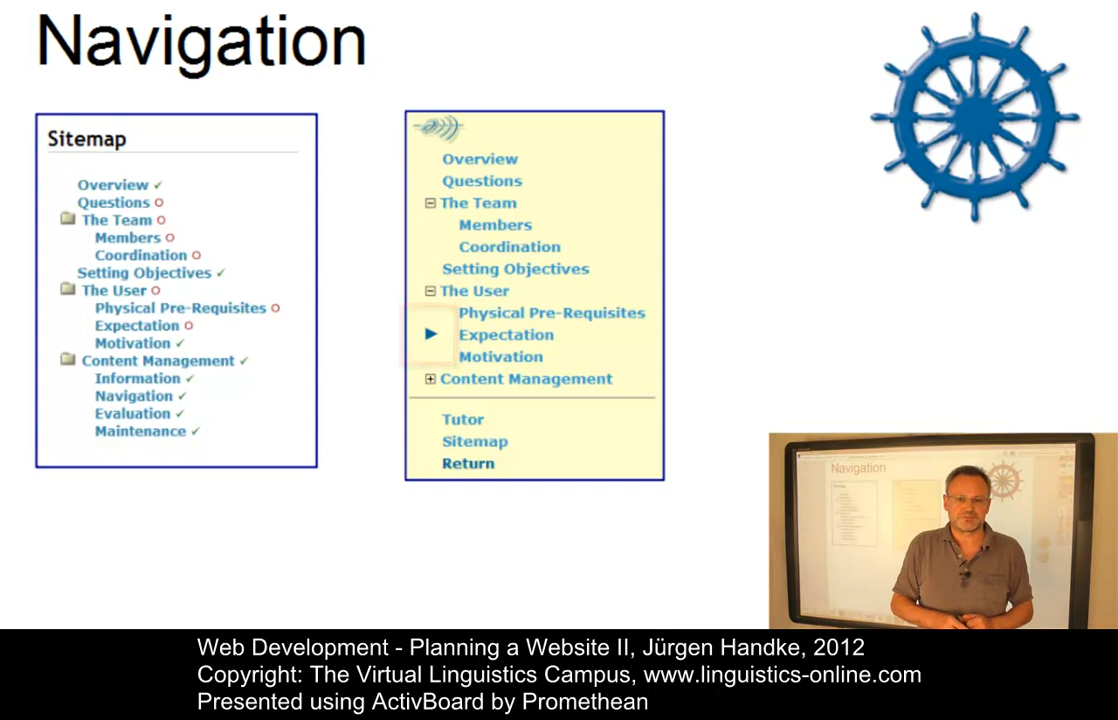 Navigation
Sitemap
Overview ✓
Questions O
The Team O
Members O
Coordination O
Setting Objectives ✓
The User O
Physical Pre-Requisites O
Expectation O
Motivation ✓
Content Management ✓
Information ✓
Navigation ✓
Evaluation ✓
Maintenance ✓
Overview
Questions
The Team
Members
Coordination
Setting Objectives
The User
Physical Pre-Requisites
Expectation
Motivation
Content Management
Tutor
Sitemap
Return
Navigation
Web Development - Planning a Website II, Jürgen Handke, 2012
Copyright: The Virtual Linguistics Campus, www.linguistics-online.com
Presented using ActivBoard by Promethean